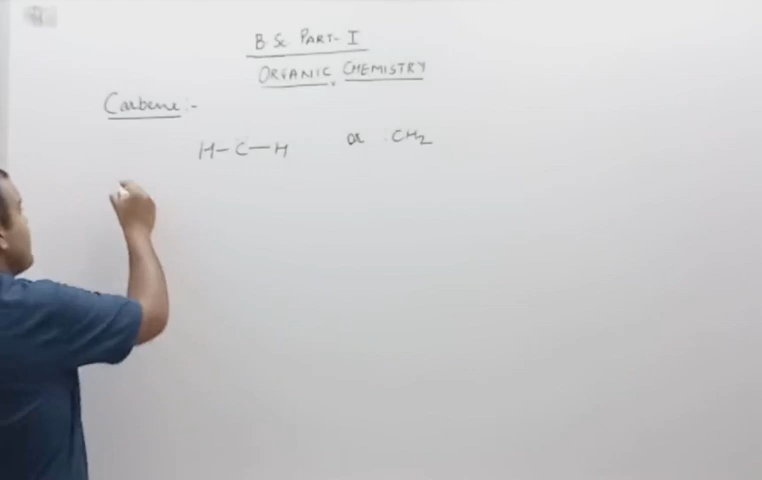 B.Sc PART-I
ORGANIC CHEMISTRY
Carbene:-
H-C-H or :CH2